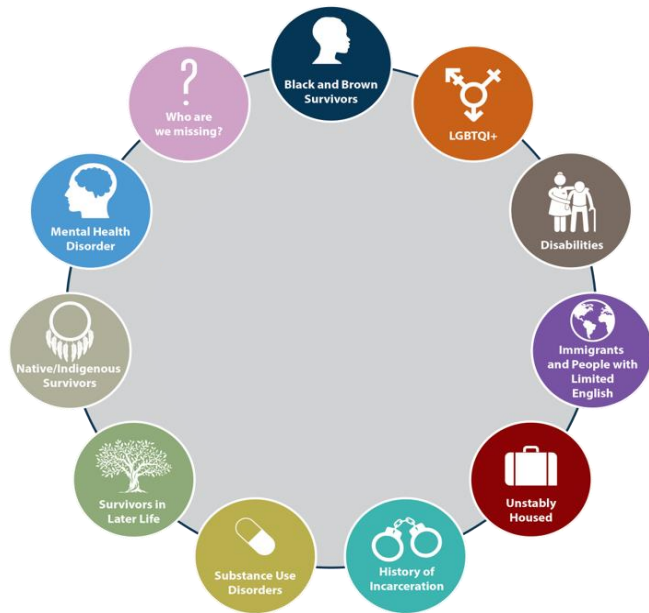 Black and Brown
Survivors
LGBTQI+
Disabilities
Immigrants
and People with
Limited
English
Unstably
Housed
History of
Incarceration
Substance Use
Disorders
Survivors in
Later Life
Native/Indigenous
Survivors
Mental Health
Disorder
?
Who are
we missing?